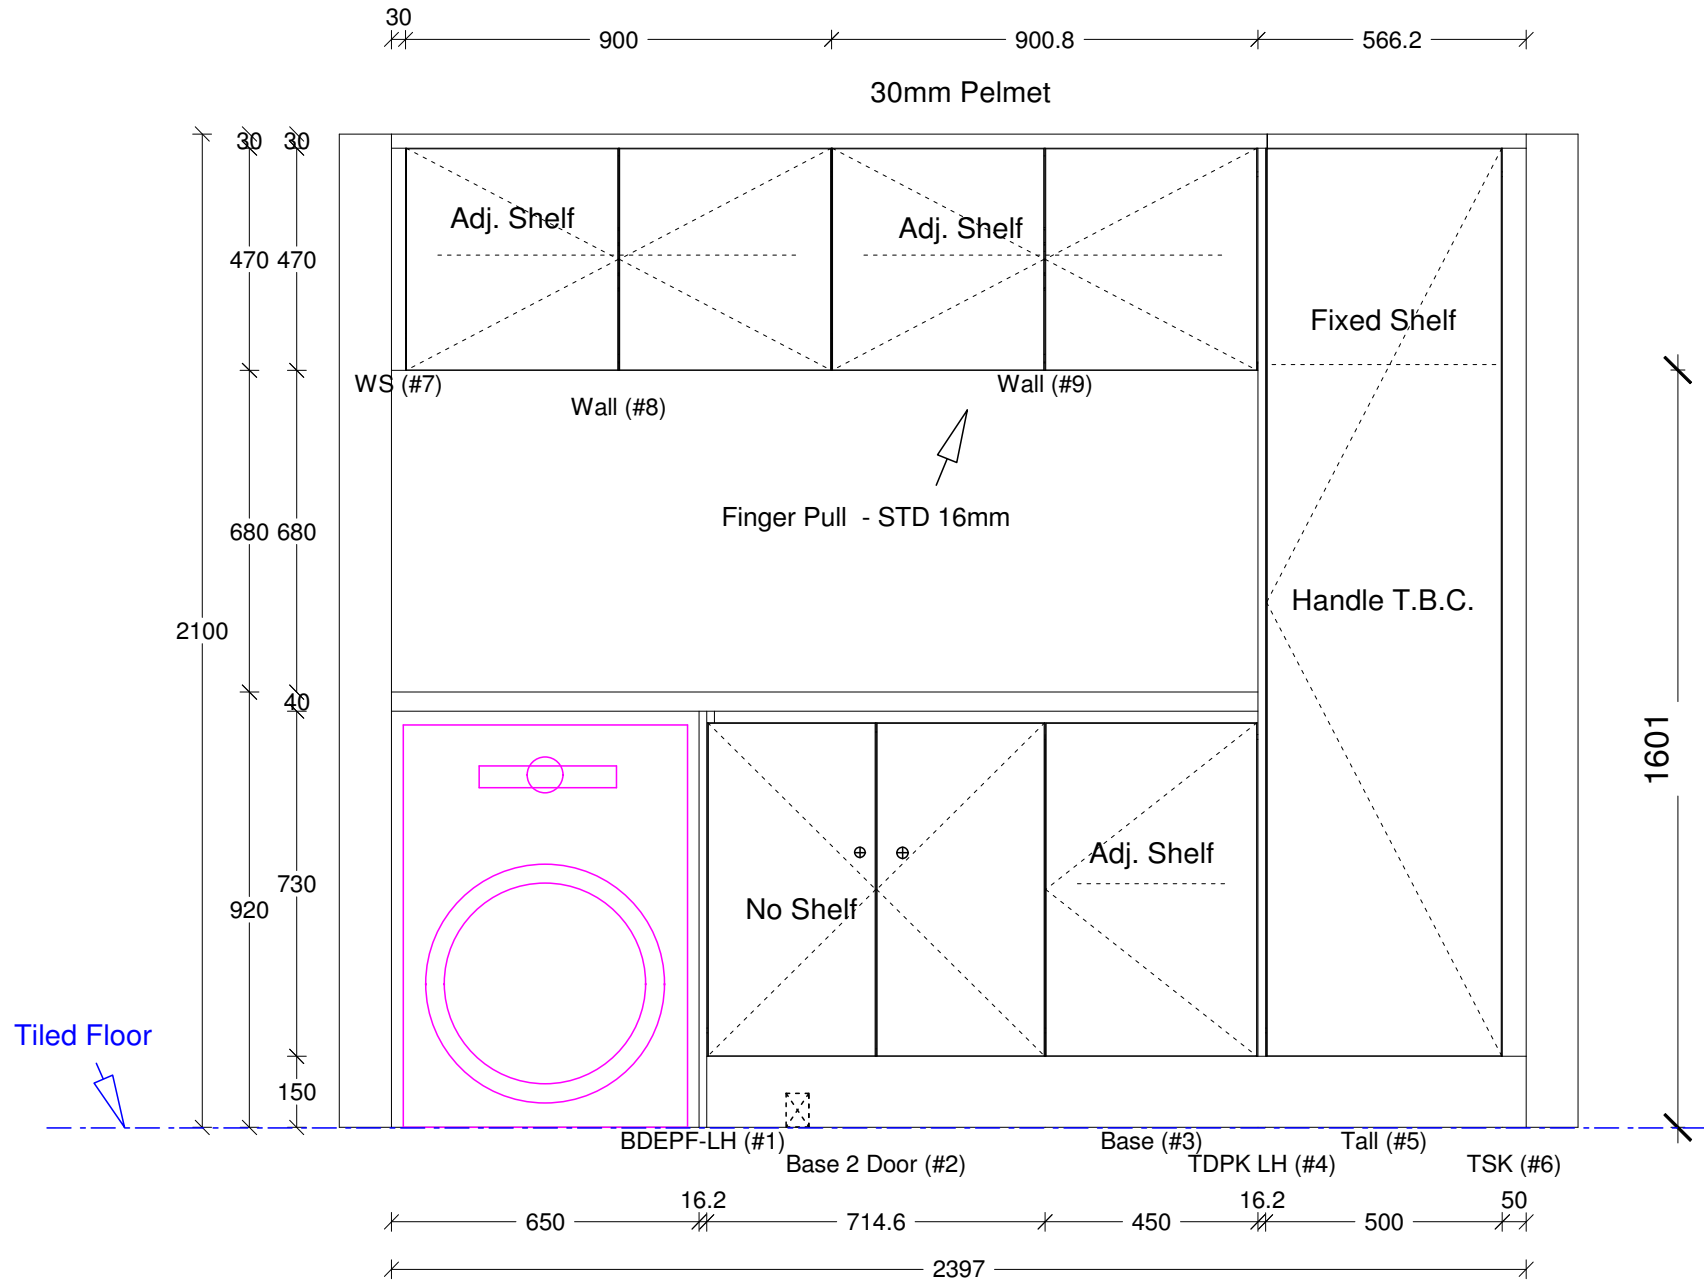 30
900
900.8
566.2
30mm Pelmet
30
30
Adj. Shelf
Adj. Shelf
470
470
Fixed Shelf
WS (#7)
Wall (#8)
Wall (#9)
Finger Pull - STD 16mm
680
680
Handle T.B.C.
2100
40
1601
Adj. Shelf
730
No Shelf
920
Tiled Floor
150
BDEPF-LH (#1)
Base 2 Door (#2)
Base (#3)
TDPK LH (#4)
Tall (#5)
TSK (#6)
16.2
16.2
50
650
714.6
450
500
2397